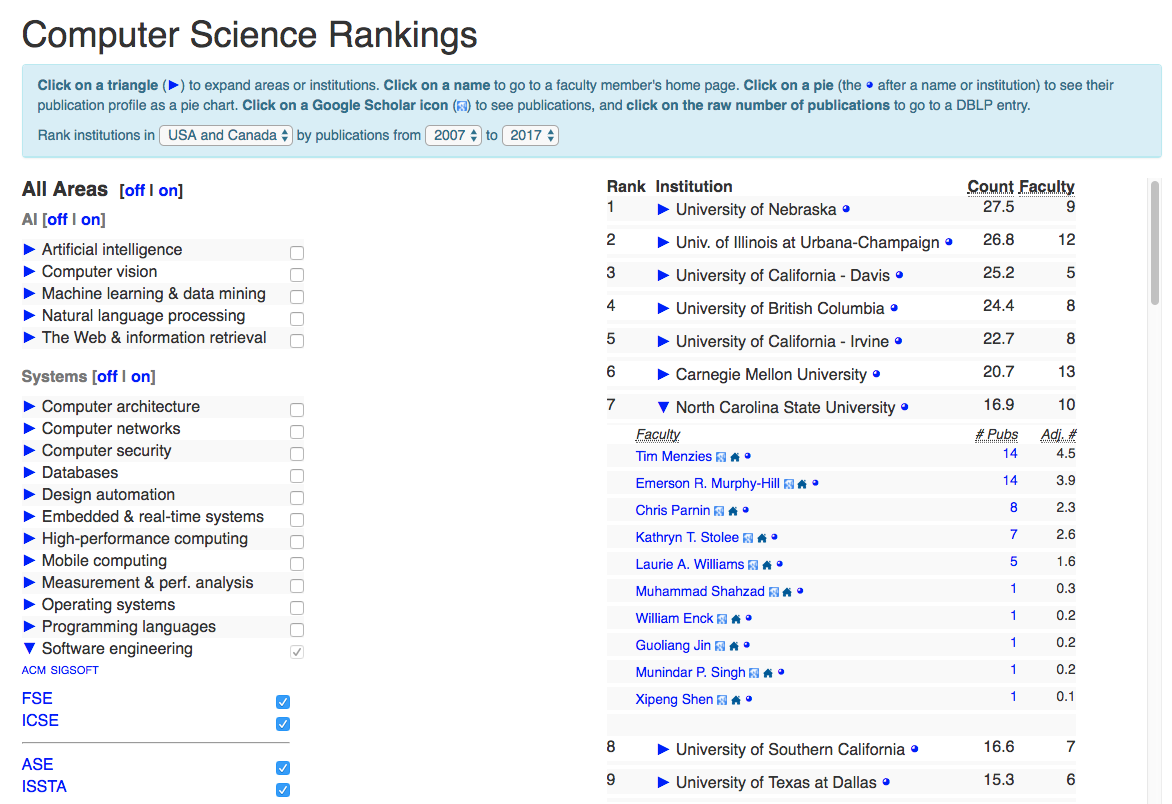 Computer Science Rankings
Click on a triangle (▶) to expand areas or institutions. Click on a name to go to a faculty member's home page. Click on a pie (the after a name or institution) to see their
publication profile as a pie chart. Click on a Google Scholar icon () to see publications, and click on the raw number of publications to go to a DBLP entry.
Rank institutions in USA and Canada by publications from 2007 to 2017
All Areas [off | on]
AI [off | on]
▶ Artificial intelligence
▶ Computer vision
▶ Machine learning & data mining
▶ Natural language processing
▶ The Web & information retrieval
Systems [off | on]
▶ Computer architecture
▶ Computer networks
▶ Computer security
▶ Databases
▶ Design automation
▶ Embedded & real-time systems
▶ High-performance computing
▶ Mobile computing
▶ Measurement & perf. analysis
▶ Operating systems
▶ Programming languages
▼ Software engineering
ACM SIGSOFT
FSE
ICSE
ASE
ISSTA
Rank Institution Count Faculty
1 ▶ University of Nebraska 27.5 9
2 ▶ Univ. of Illinois at Urbana-Champaign 26.8 12
3 ▶ University of California - Davis 25.2 5
4 ▶ University of British Columbia 24.4 8
5 ▶ University of California - Irvine 22.7 8
6 ▶ Carnegie Mellon University 20.7 13
7 ▼ North Carolina State University 16.9 10
Faculty # Pubs Adj. #
Tim Menzies 14 4.5
Emerson R. Murphy-Hill 14 3.9
Chris Parnin 8 2.3
Kathryn T. Stolee 7 2.6
Laurie A. Williams 5 1.6
Muhammad Shahzad 1 0.3
William Enck 1 0.2
Guoliang Jin 1 0.2
Munindar P. Singh 1 0.2
Xipeng Shen 1 0.1
8 ▶ University of Southern California 16.6 7
9 ▶ University of Texas at Dallas 15.3 6